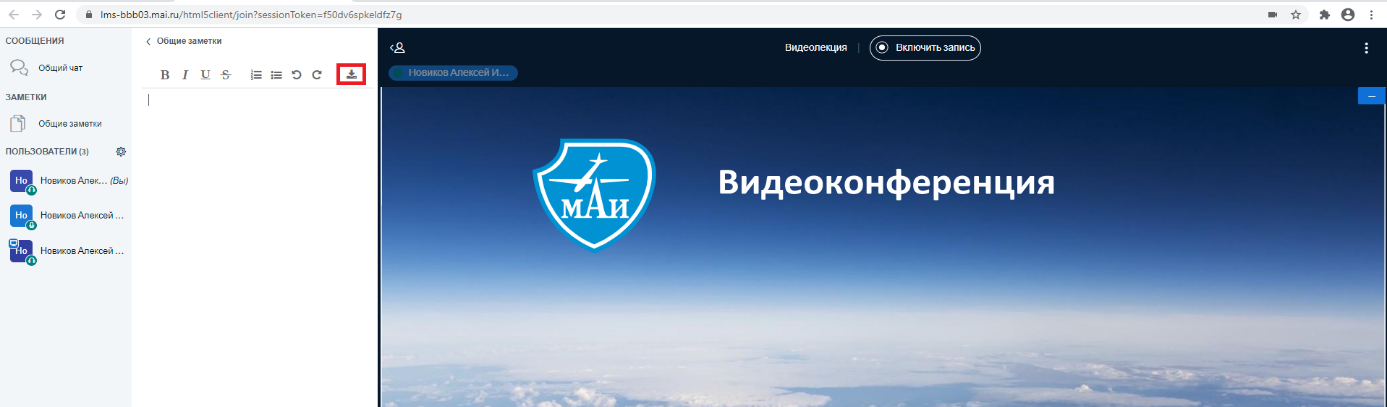 lms-bbb03.mai.ru/html5client/join?sessionToken=f50dv6spkeldfz7g
СООБЩЕНИЯ
Общий чат
ЗАМЕТКИ
Общие заметки
ПОЛЬЗОВАТЕЛИ (3)
Но Новиков Алек... (Вы)
Но Новиков Алексей ...
Но Новиков Алексей ...
Общие заметки
B I U S
Видеолекция | Включить запись
Новиков Алексей И...
МАИ
Видеоконференция